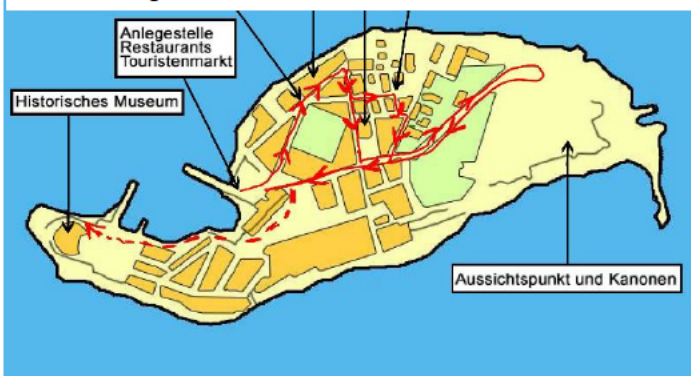 Anlegestelle
Restaurants
Touristenmarkt
Historisches Museum
Aussichtspunkt und Kanonen